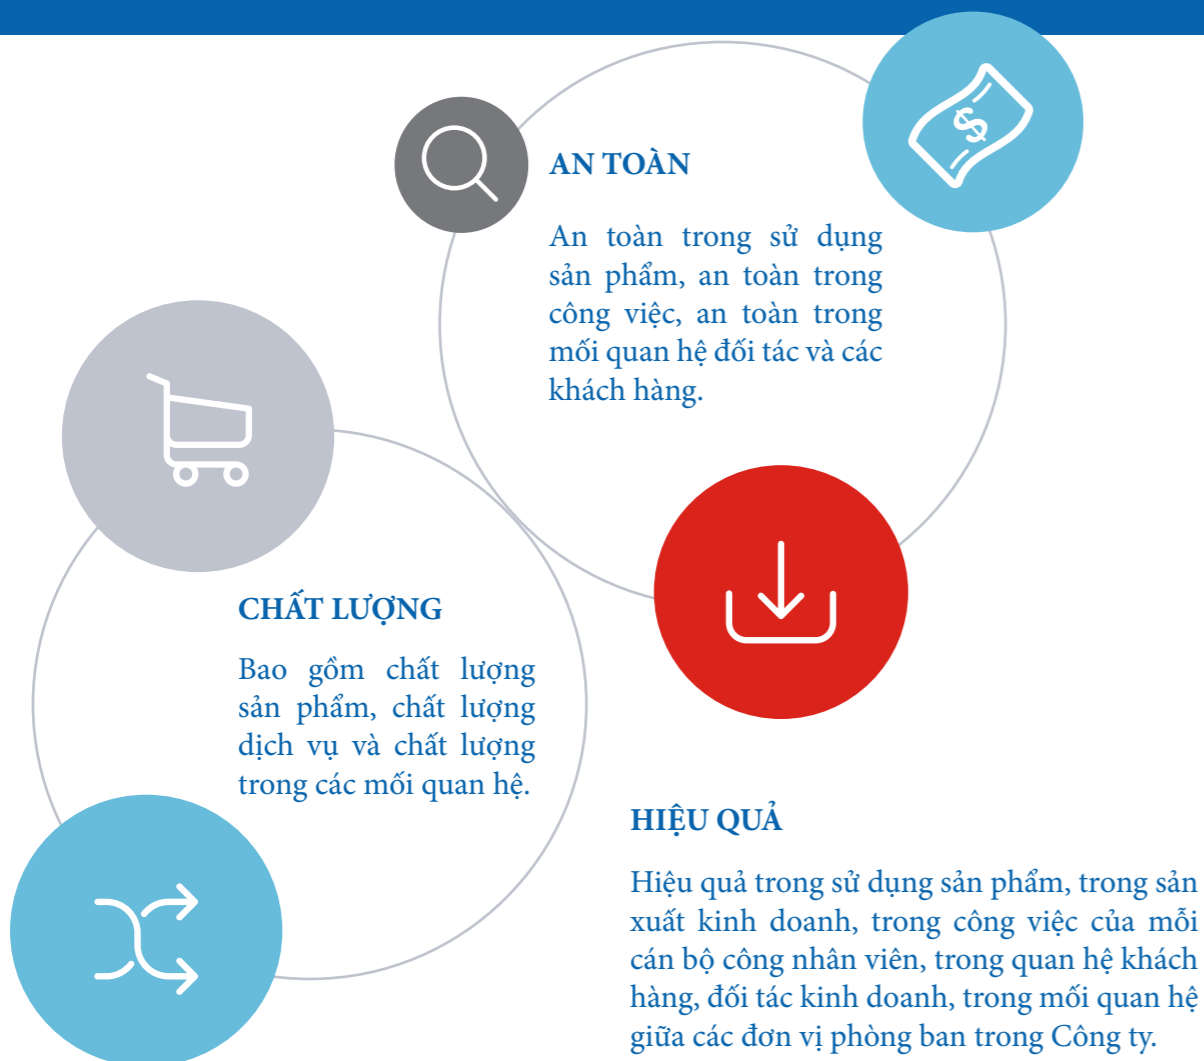 AN TOÀN
An toàn trong sử dụng
sản phẩm, an toàn trong
công việc, an toàn trong
mối quan hệ đối tác và các
khách hàng.
CHẤT LƯỢNG
Bao gồm chất lượng
sản phẩm, chất lượng
dịch vụ và chất lượng
trong các mối quan hệ.
HIỆU QUẢ
Hiệu quả trong sử dụng sản phẩm, trong sản
xuất kinh doanh, trong công việc của mỗi
cán bộ công nhân viên, trong quan hệ khách
hàng, đối tác kinh doanh, trong mối quan hệ
giữa các đơn vị phòng ban trong Công ty.